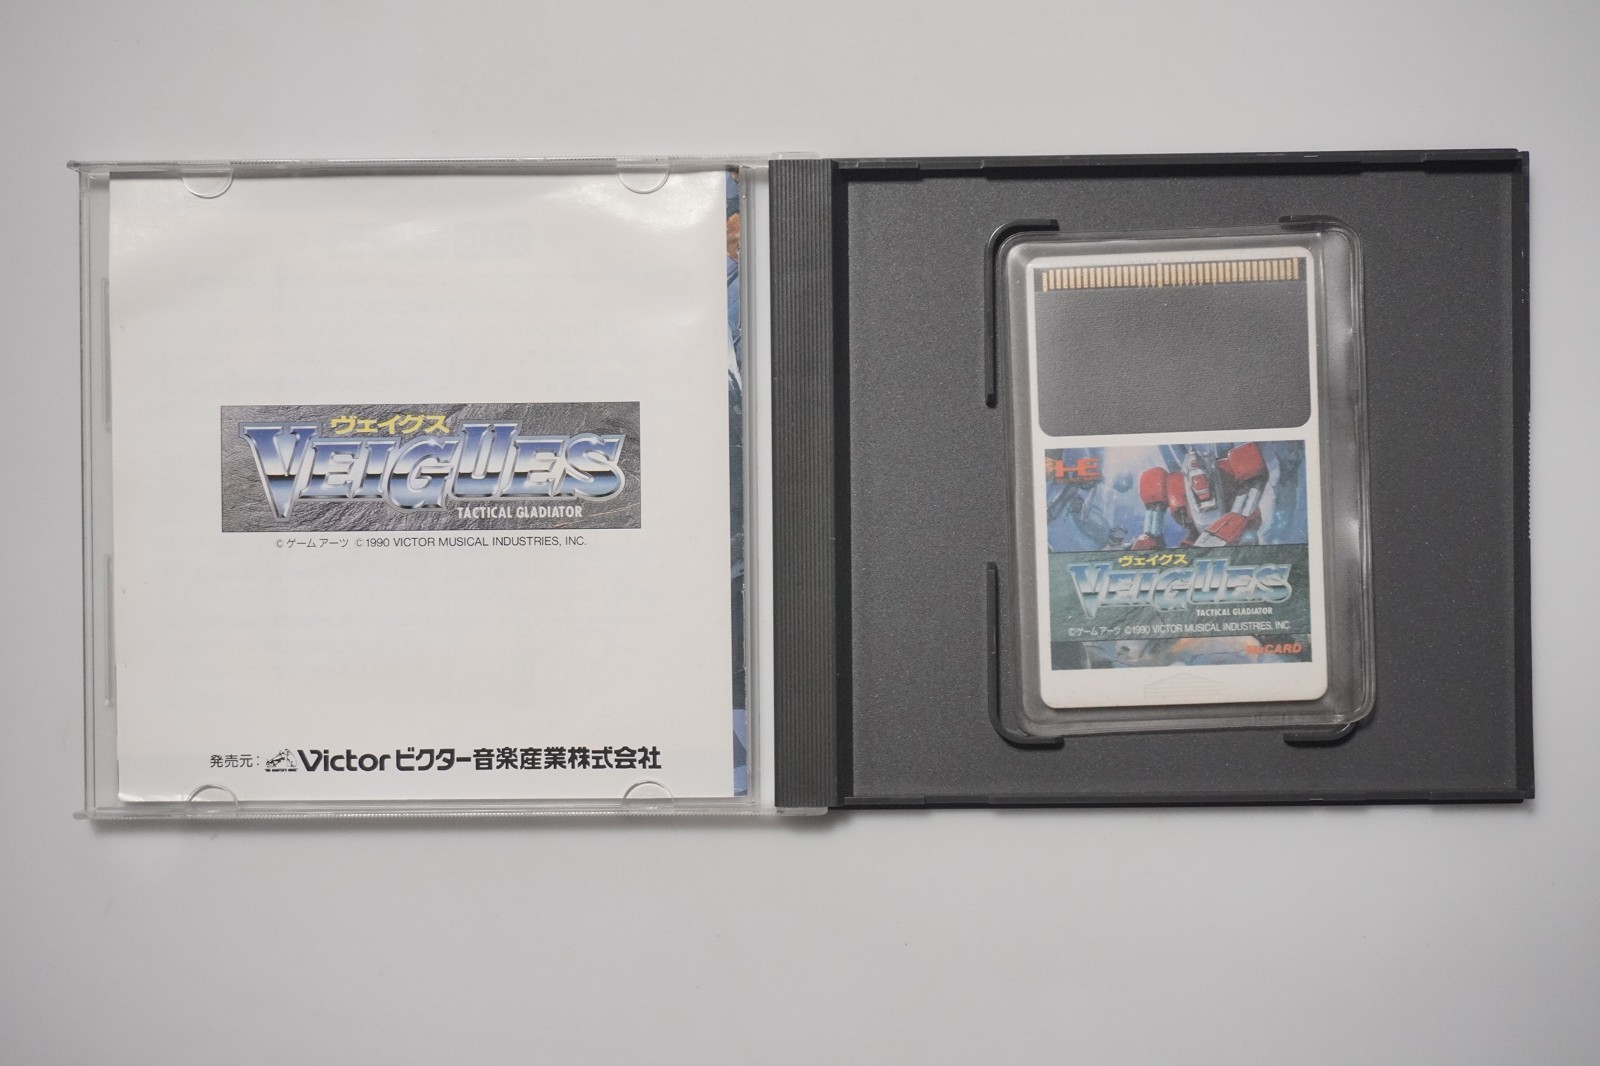 ヴェイグス
VEIGUES
TACTICAL GLADIATOR
©ゲームアーツ ©1990 VICTOR MUSICAL INDUSTRIES, INC.
発売元: Victor ビクター音楽産業株式会社
HE
ヴェイグス
VEIGUES
TACTICAL GLADIATOR
©ゲームアーツ ©1990 VICTOR MUSICAL INDUSTRIES, INC.
HuCARD